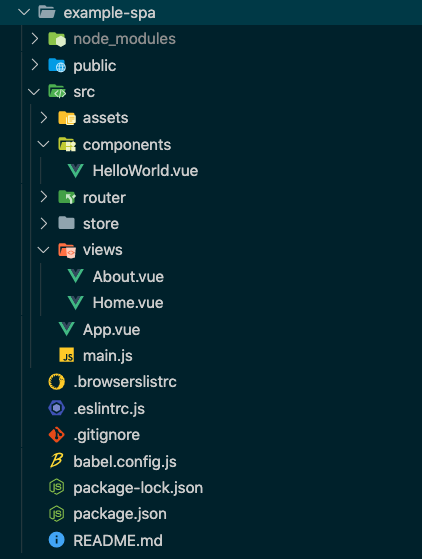 example-spa
node_modules
public
src
assets
components
HelloWorld.vue
router
store
views
About.vue
Home.vue
App.vue
JS main.js
.browserslistrc
.eslintrc.js
.gitignore
babel.config.js
package-lock.json
package.json
README.md